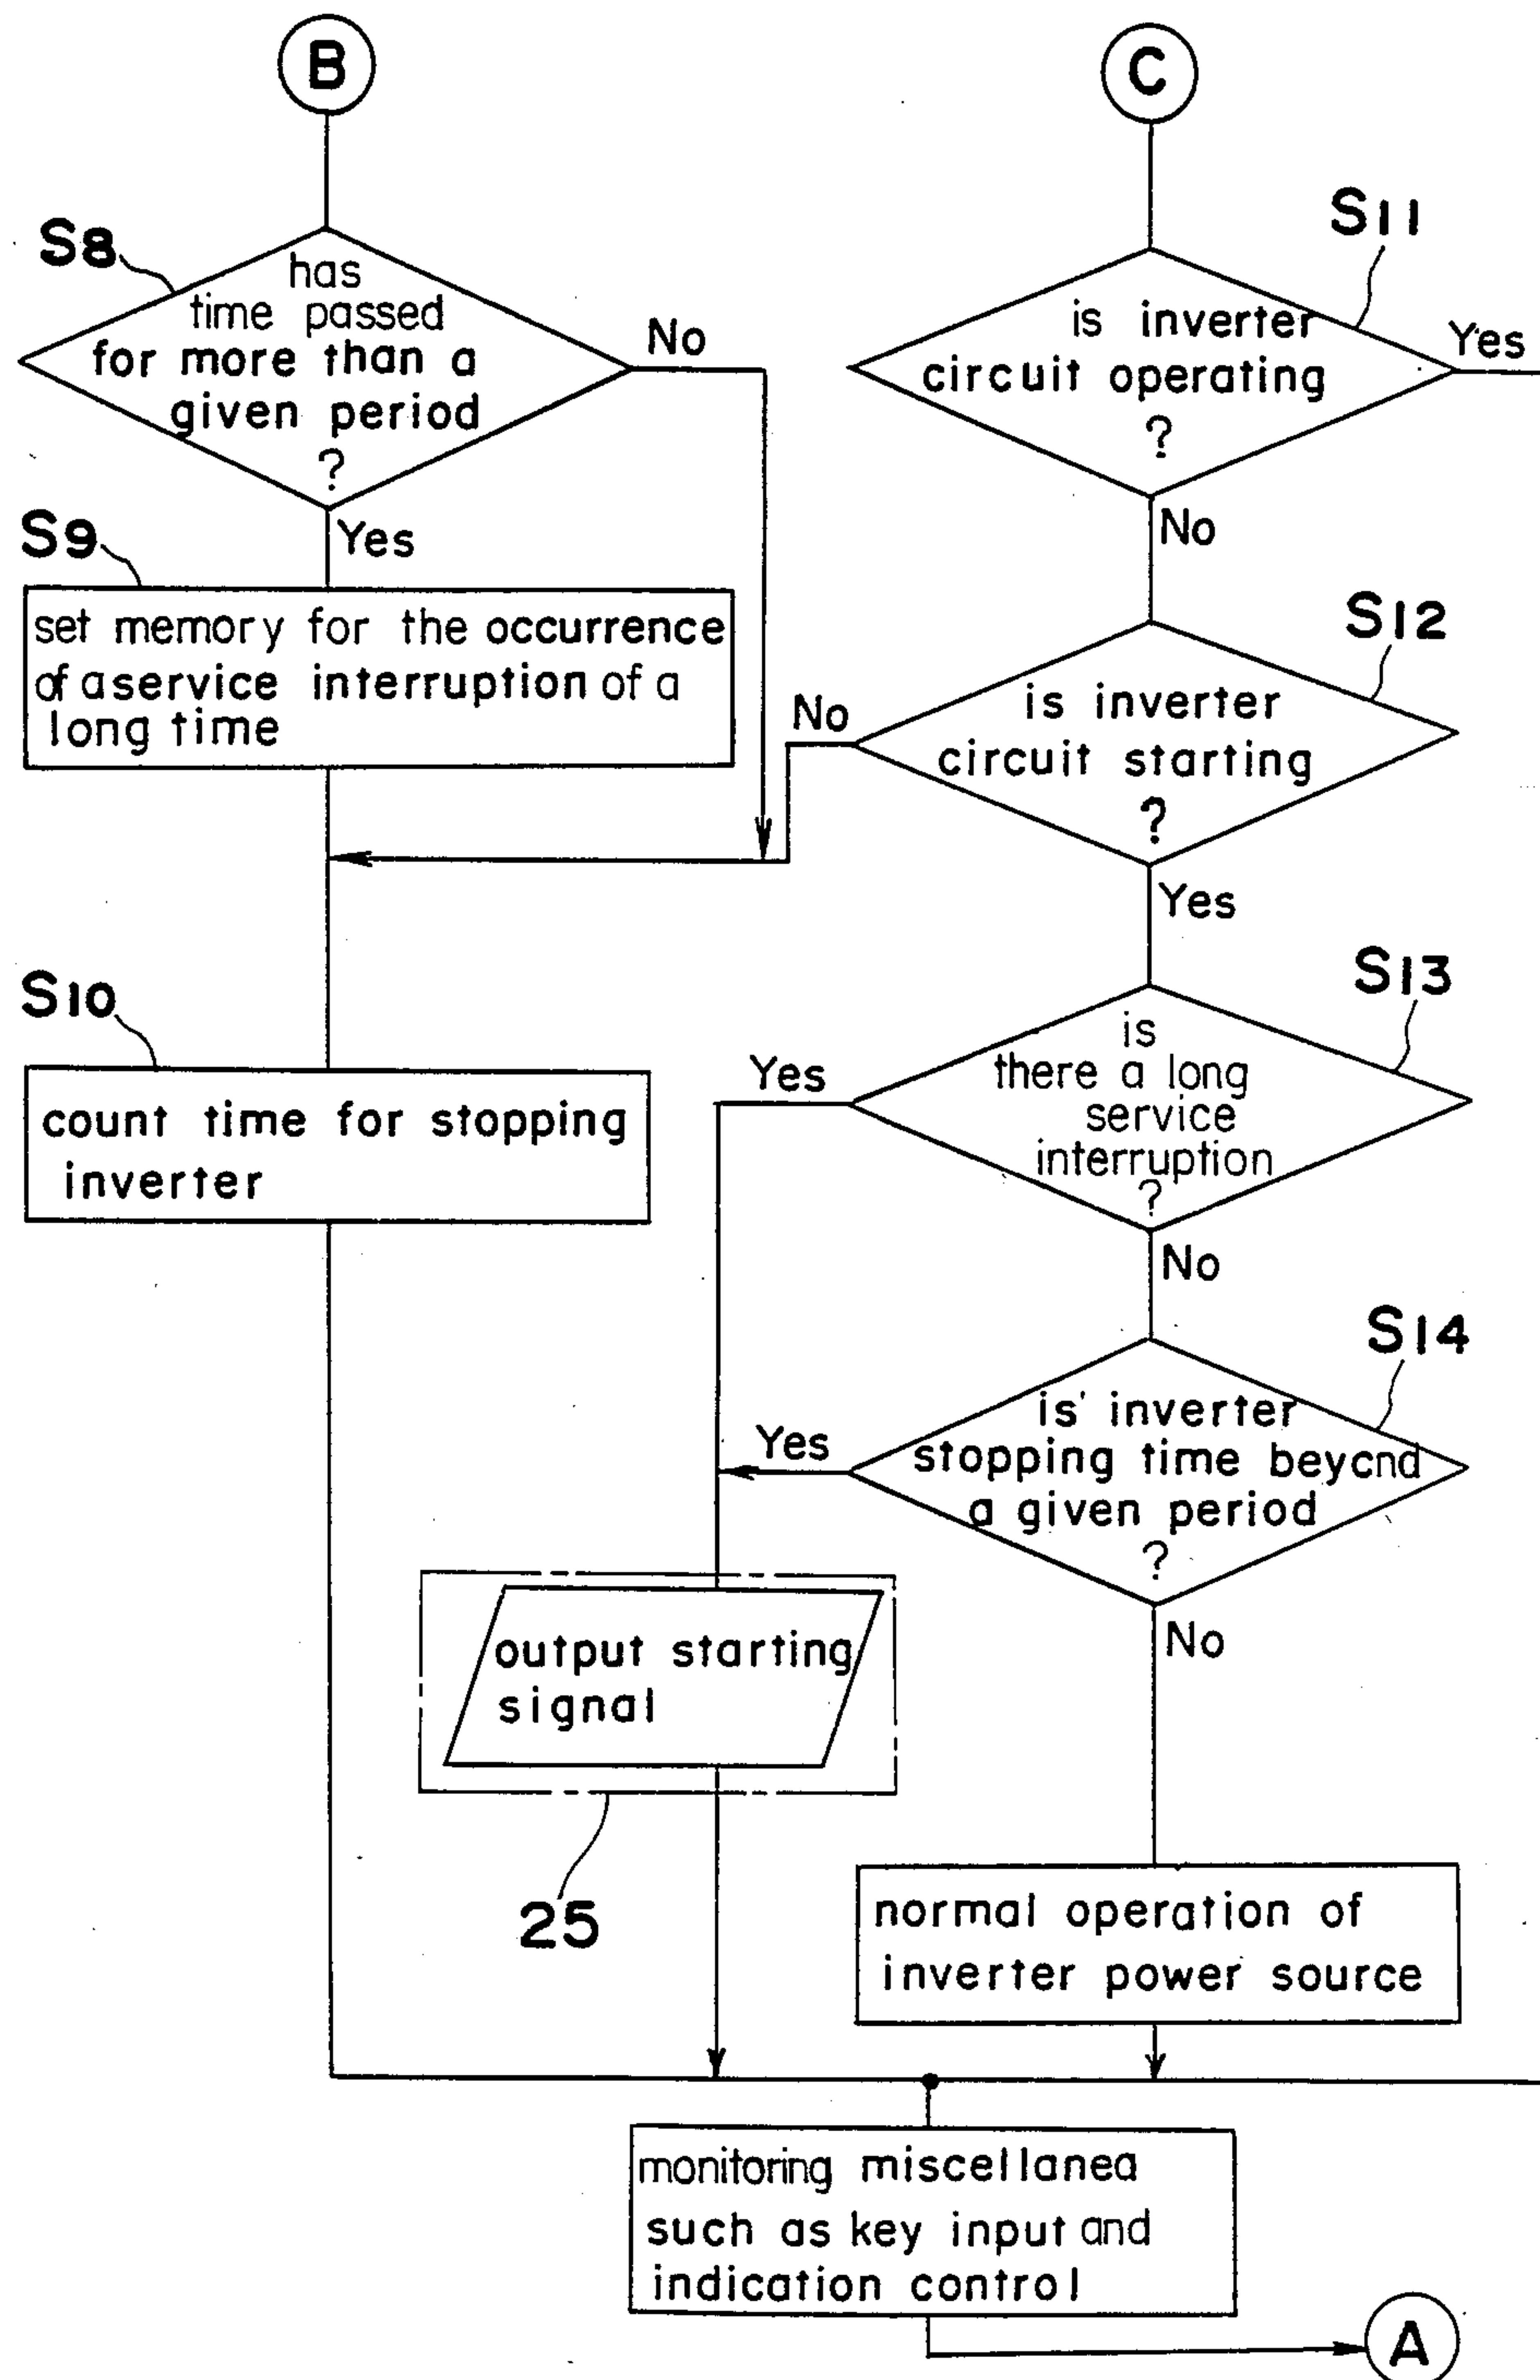 B
S8
has
time passed
for more than a
given period
?
No
Yes
S9
set memory for the occurrence
of aservice interruption of a
long time
S10
count time for stopping
inverter
C
S11
is inverter
circuit operating
?
Yes
No
S12
is inverter
circuit starting
?
No
Yes
S13
is
there a long
service
interruption
?
Yes
No
S14
is' inverter
stopping time beycnd
a given period
?
Yes
No
output starting
signal
25
normal operation of
inverter power source
monitoring miscellanea
such as key input and
indication control
A